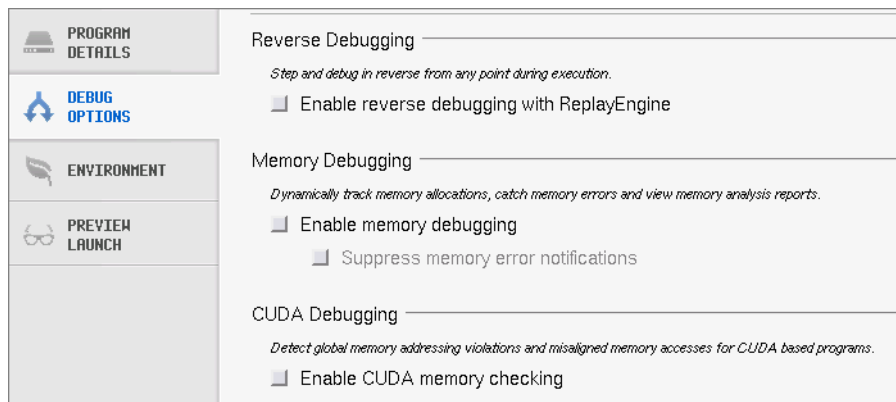 PROGRAM
DETAILS
DEBUG
OPTIONS
ENVIRONMENT
PREVIEW
LAUNCH
Reverse Debugging
Step and debug in reverse from any point during execution.
Enable reverse debugging with ReplayEngine
Memory Debugging
Dynamically track memory allocations, catch memory errors and view memory analysis reports.
Enable memory debugging
Suppress memory error notifications
CUDA Debugging
Detect global memory addressing violations and misaligned memory accesses for CUDA based programs.
Enable CUDA memory checking